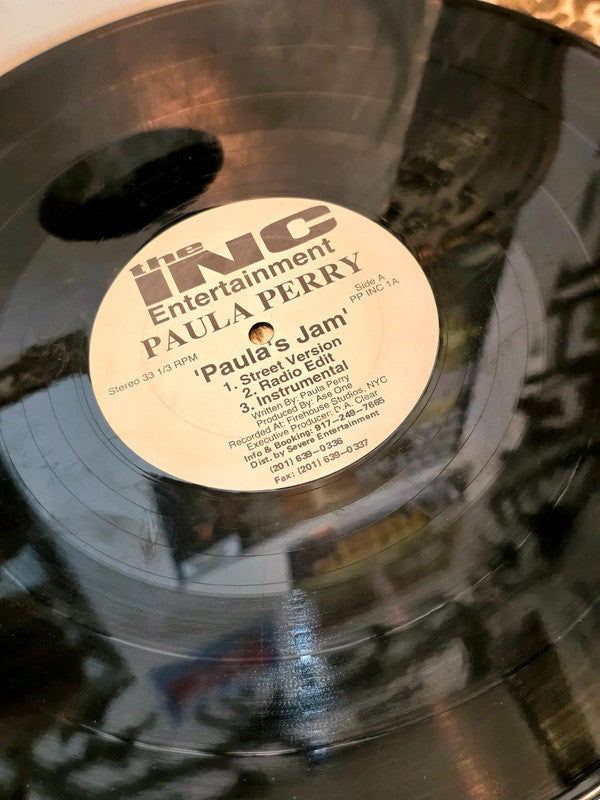 the
INC
Entertainment
PAULA PERRY
Side A
PP INC 1A
Stereo 33 1/3 RPM
'Paula's Jam'
1. Street Version
2. Radio Edit
3. Instrumental
Written By: Paula Perry
Produced By: Ase One
Recorded At: Firehouse Studios, NYC
Executive Producer: D.A. Clear
Info & Booking: 917-249-7665
Dist. by Severe Entertainment
(201) 639-0336
Fax: (201) 639-0337